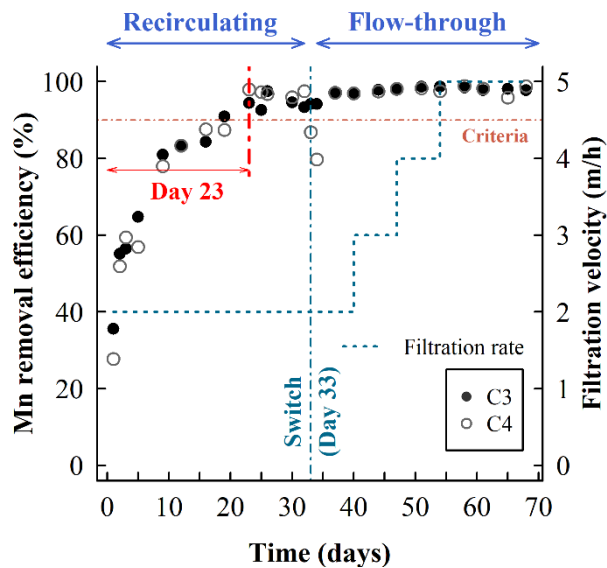 Recirculating Flow-through
Mn removal efficiency (%)
100
80
60
40
20
0
Criteria
Day 23
Filtration rate
C3
C4
Switch
(Day 33)
5
4
3
2
1
0
Filtration velocity (m/h)
0 10 20 30 40 50 60 70
Time (days)